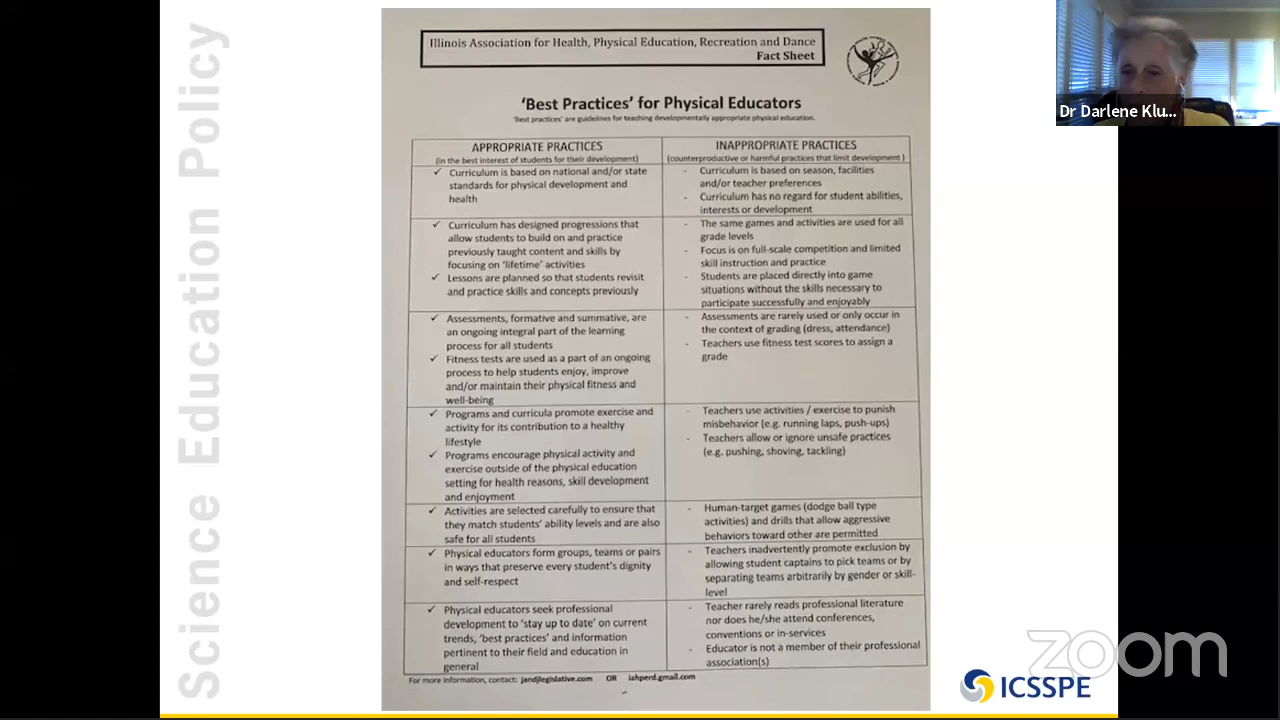 Science Education Policy
Illinois Association for Health, Physical Education, Recreation and Dance
Fact Sheet
'Best Practices' for Physical Educators
'Best practices' are guidelines for teaching developmentally appropriate physical education.
APPROPRIATE PRACTICES
(in the best interest of students for their development)
INAPPROPRIATE PRACTICES
(counterproductive or harmful practices that limit development )
✓ Curriculum is based on national and/or state
standards for physical development and
health
- Curriculum is based on season, facilities
and/or teacher preferences
- Curriculum has no regard for student abilities,
interests or development
✓ Curriculum has designed progressions that
allow students to build on and practice
previously taught content and skills by
focusing on 'lifetime' activities
✓ Lessons are planned so that students revisit
and practice skills and concepts previously
- The same games and activities are used for all
grade levels
- Focus is on full-scale competition and limited
skill instruction and practice
- Students are placed directly into game
situations without the skills necessary to
participate successfully and enjoyably
✓ Assessments, formative and summative, are
an ongoing integral part of the learning
process for all students
✓ Fitness tests are used as a part of an ongoing
process to help students enjoy, improve
and/or maintain their physical fitness and
well-being
- Assessments are rarely used or only occur in
the context of grading (dress, attendance)
- Teachers use fitness test scores to assign a
grade
✓ Programs and curricula promote exercise and
activity for its contribution to a healthy
lifestyle
✓ Programs encourage physical activity and
exercise outside of the physical education
setting for health reasons, skill development
and enjoyment
- Teachers use activities / exercise to punish
misbehavior (e.g. running laps, push-ups)
- Teachers allow or ignore unsafe practices
(e.g. pushing, shoving, tackling)
✓ Activities are selected carefully to ensure that
they match students' ability levels and are also
safe for all students
- Human-target games (dodge ball type
activities) and drills that allow aggressive
behaviors toward other are permitted
✓ Physical educators form groups, teams or pairs
in ways that preserve every student's dignity
and self-respect
- Teachers inadvertently promote exclusion by
allowing student captains to pick teams or by
separating teams arbitrarily by gender or skill-
level
✓ Physical educators seek professional
development to 'stay up to date' on current
trends, 'best practices' and information
pertinent to their field and education in
general
- Teacher rarely reads professional literature
nor does he/she attend conferences,
conventions or in-services
- Educator is not a member of their professional
association(s)
For more information, contact: jandjlegislative.com OR iahperd.gmail.com
Dr Darlene Klu...
zoom
ICSSPE